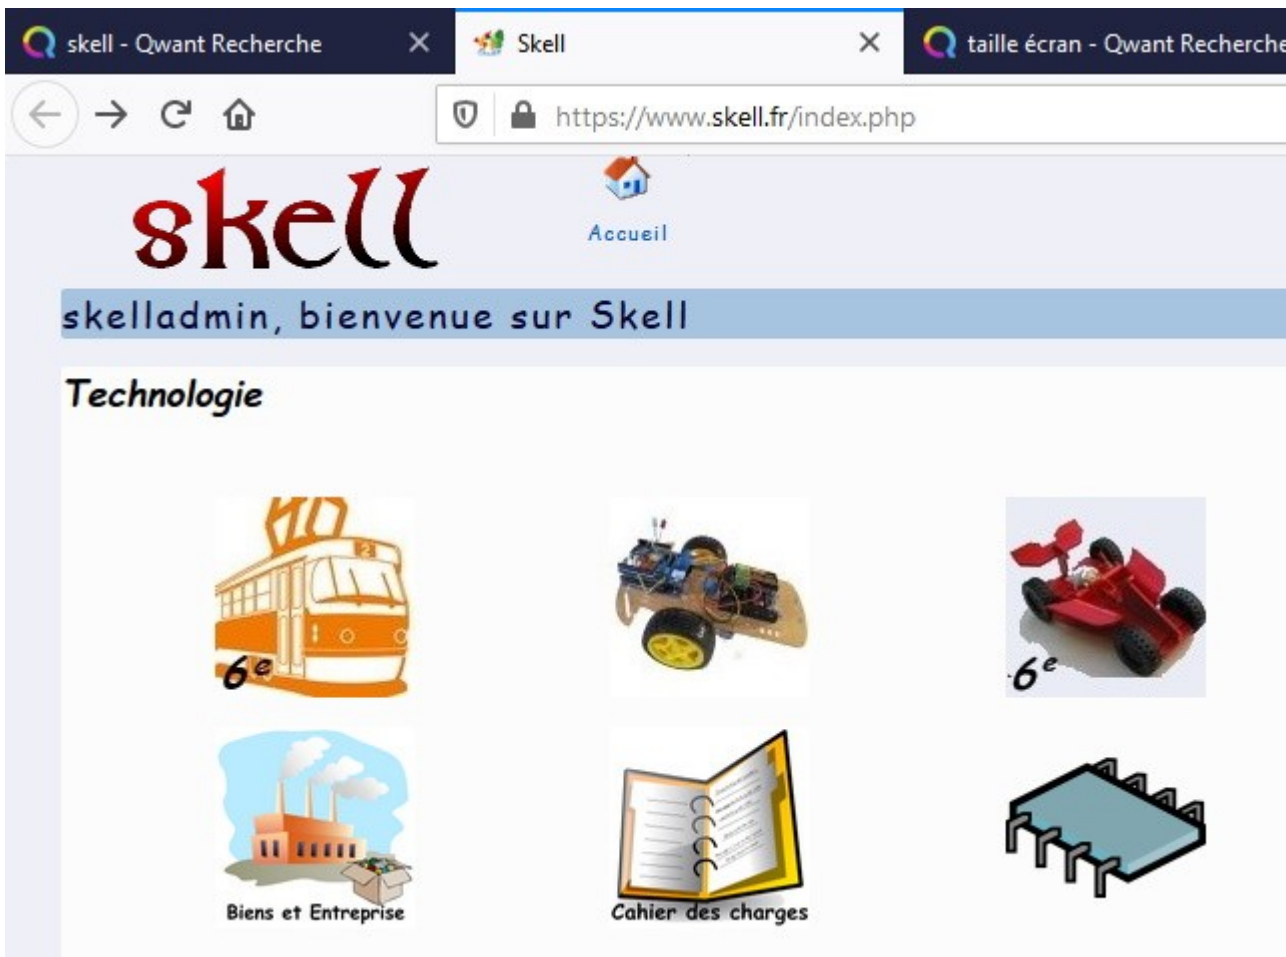 skell - Qwant Recherche
Skell
taille écran - Qwant Recherche
https://www.skell.fr/index.php
skell
Accueil
skelladmin, bienvenue sur Skell
Technologie
2
6e
6e
Biens et Entreprise
Cahier des charges